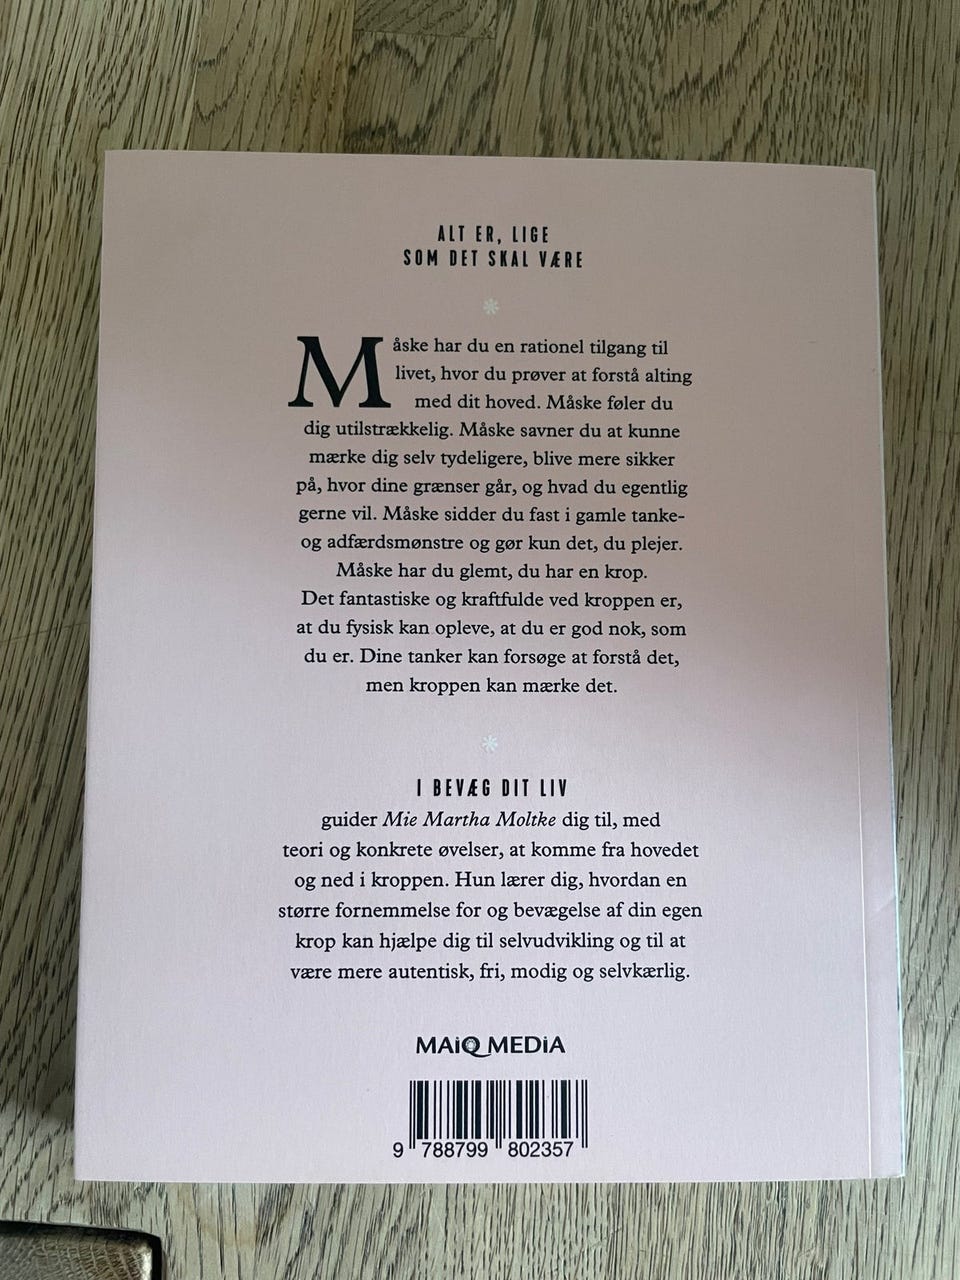 ALT ER, LIGE
SOM DET SKAL VÆRE
Måske har du en rationel tilgang til
livet, hvor du prøver at forstå alting
med dit hoved. Måske føler du
dig utilstrækkelig. Måske savner du at kunne
mærke dig selv tydeligere, blive mere sikker
på, hvor dine grænser går, og hvad du egentlig
gerne vil. Måske sidder du fast i gamle tanke-
og adfærdsmønstre og gør kun det, du plejer.
Måske har du glemt, du har en krop.
Det fantastiske og kraftfulde ved kroppen er,
at du fysisk kan opleve, at du er god nok, som
du er. Dine tanker kan forsøge at forstå det,
men kroppen kan mærke det.
I BEVÆG DIT LIV
guider Mie Martha Moltke dig til, med
teori og konkrete øvelser, at komme fra hovedet
og ned i kroppen. Hun lærer dig, hvordan en
større fornemmelse for og bevægelse af din egen
krop kan hjælpe dig til selvudvikling og til at
være mere autentisk, fri, modig og selvkærlig.
MAiQ MEDiA
9 788799 802357